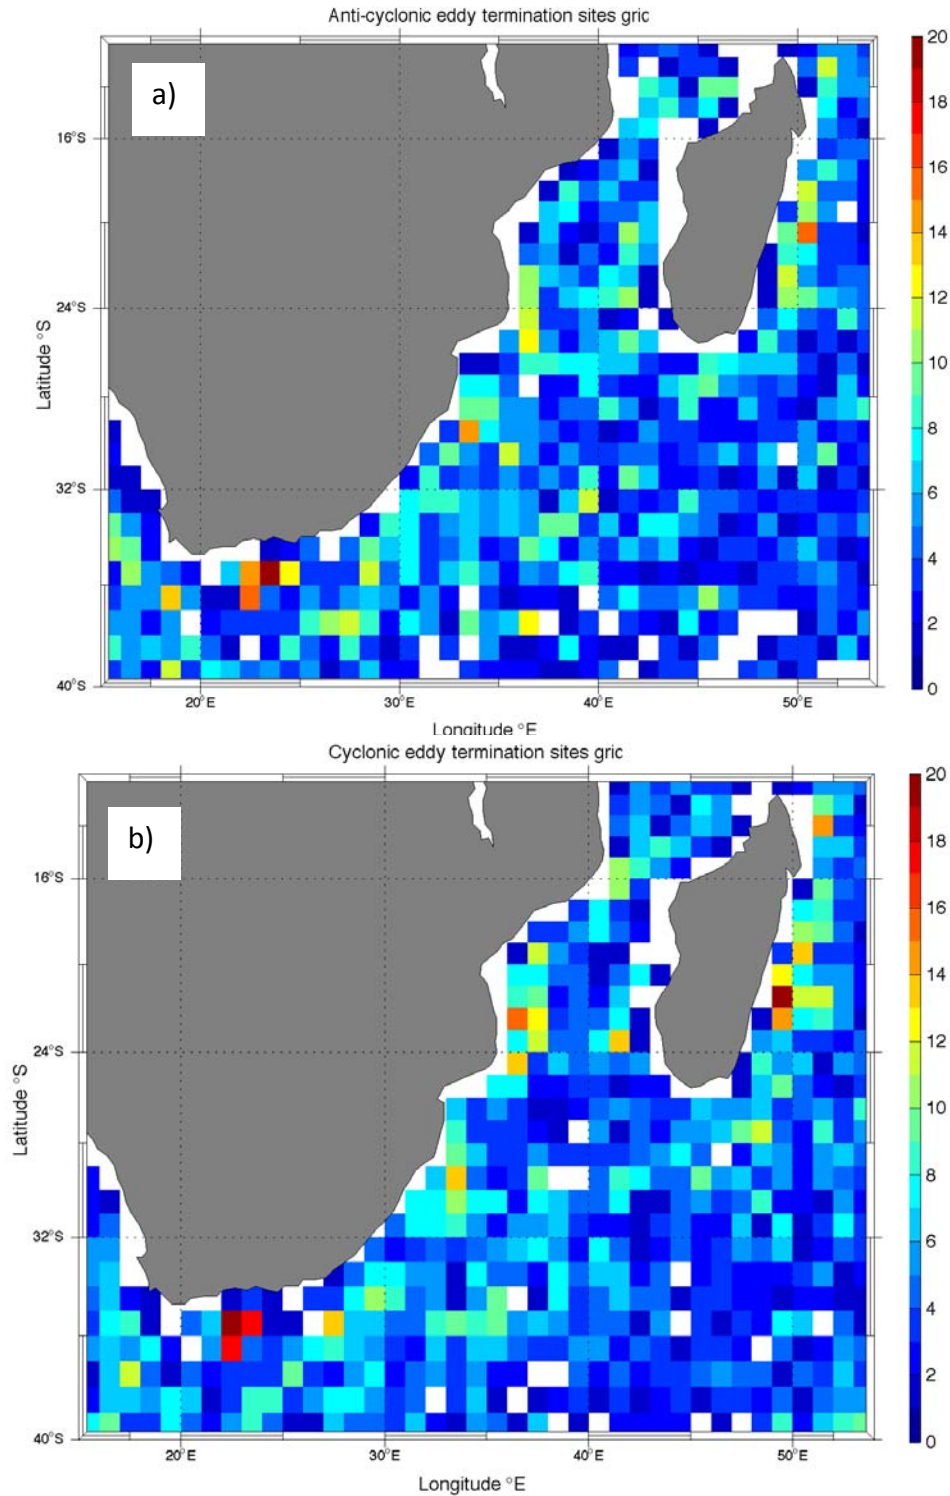 Anti-cyclonic eddy termination sites gric
a)
16°S
24°S
32°S
40°S
Latitude °S
20°E
30°E
40°E
50°E
Longitude °E
20
18
16
14
12
10
8
6
4
2
0
Cyclonic eddy termination sites gric
b)
16°S
24°S
32°S
40°S
Latitude °S
20°E
30°E
40°E
50°E
Longitude °E
20
18
16
14
12
10
8
6
4
2
0